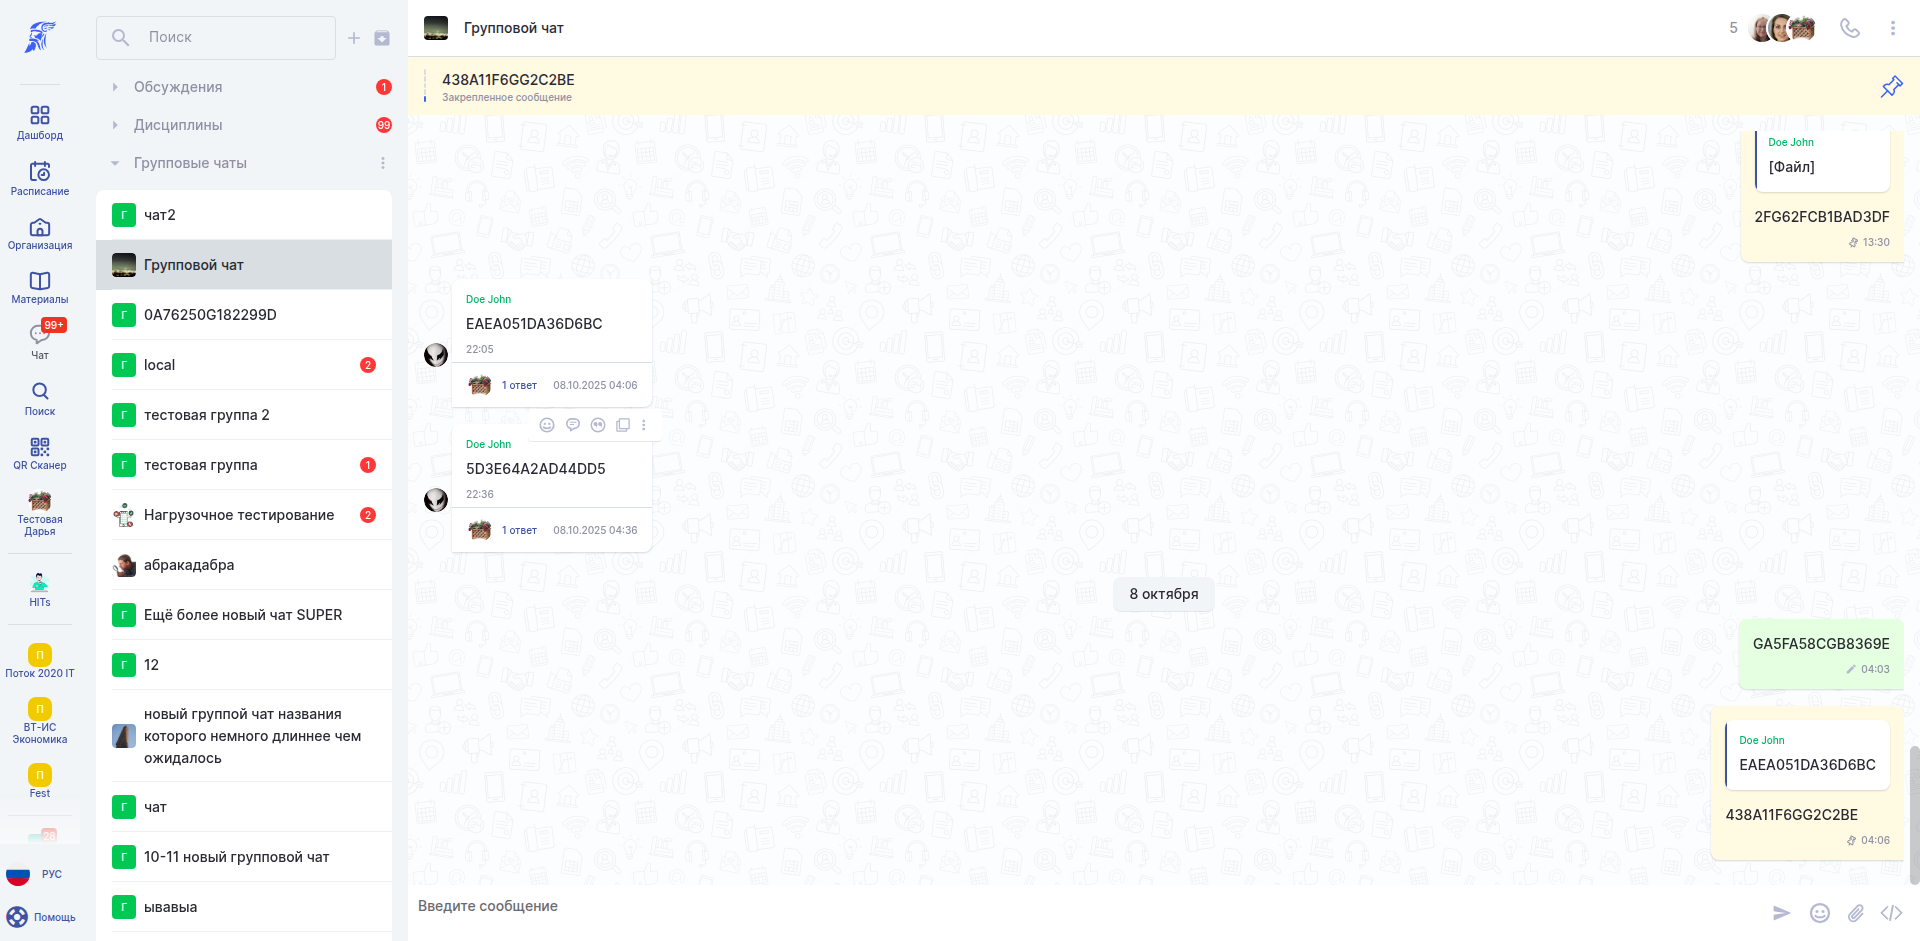 Дашборд
Расписание
Организация
Материалы
99+
Чат
Поиск
QR Сканер
Тестовая
Дарья
HITs
П
Поток 2020 IT
П
ВТ-ИС
Экономика
П
Fest
28
РУС
Помощь
Поиск
Обсуждения 1
Дисциплины 99
Групповые чаты
Г чат2
Групповой чат
Г 0A76250G182299D
Г local 2
Г тестовая группа 2
Г тестовая группа 1
Нагрузочное тестирование 2
абракадабра
Г Ещё более новый чат SUPER
Г 12
новый группой чат названия
которого немного длиннее чем
ожидалось
Г чат
Г 10-11 новый групповой чат
Г ывавыа
Групповой чат 5
438A11F6GG2C2BE
Закрепленное сообщение
Doe John
[Файл]
2FG62FCB1BAD3DF
13:30
Doe John
EAEA051DA36D6BC
22:05
1 ответ 08.10.2025 04:06
Doe John
5D3E64A2AD44DD5
22:36
1 ответ 08.10.2025 04:36
8 октября
GA5FA58CGB8369E
04:03
Doe John
EAEA051DA36D6BC
438A11F6GG2C2BE
04:06
Введите сообщение